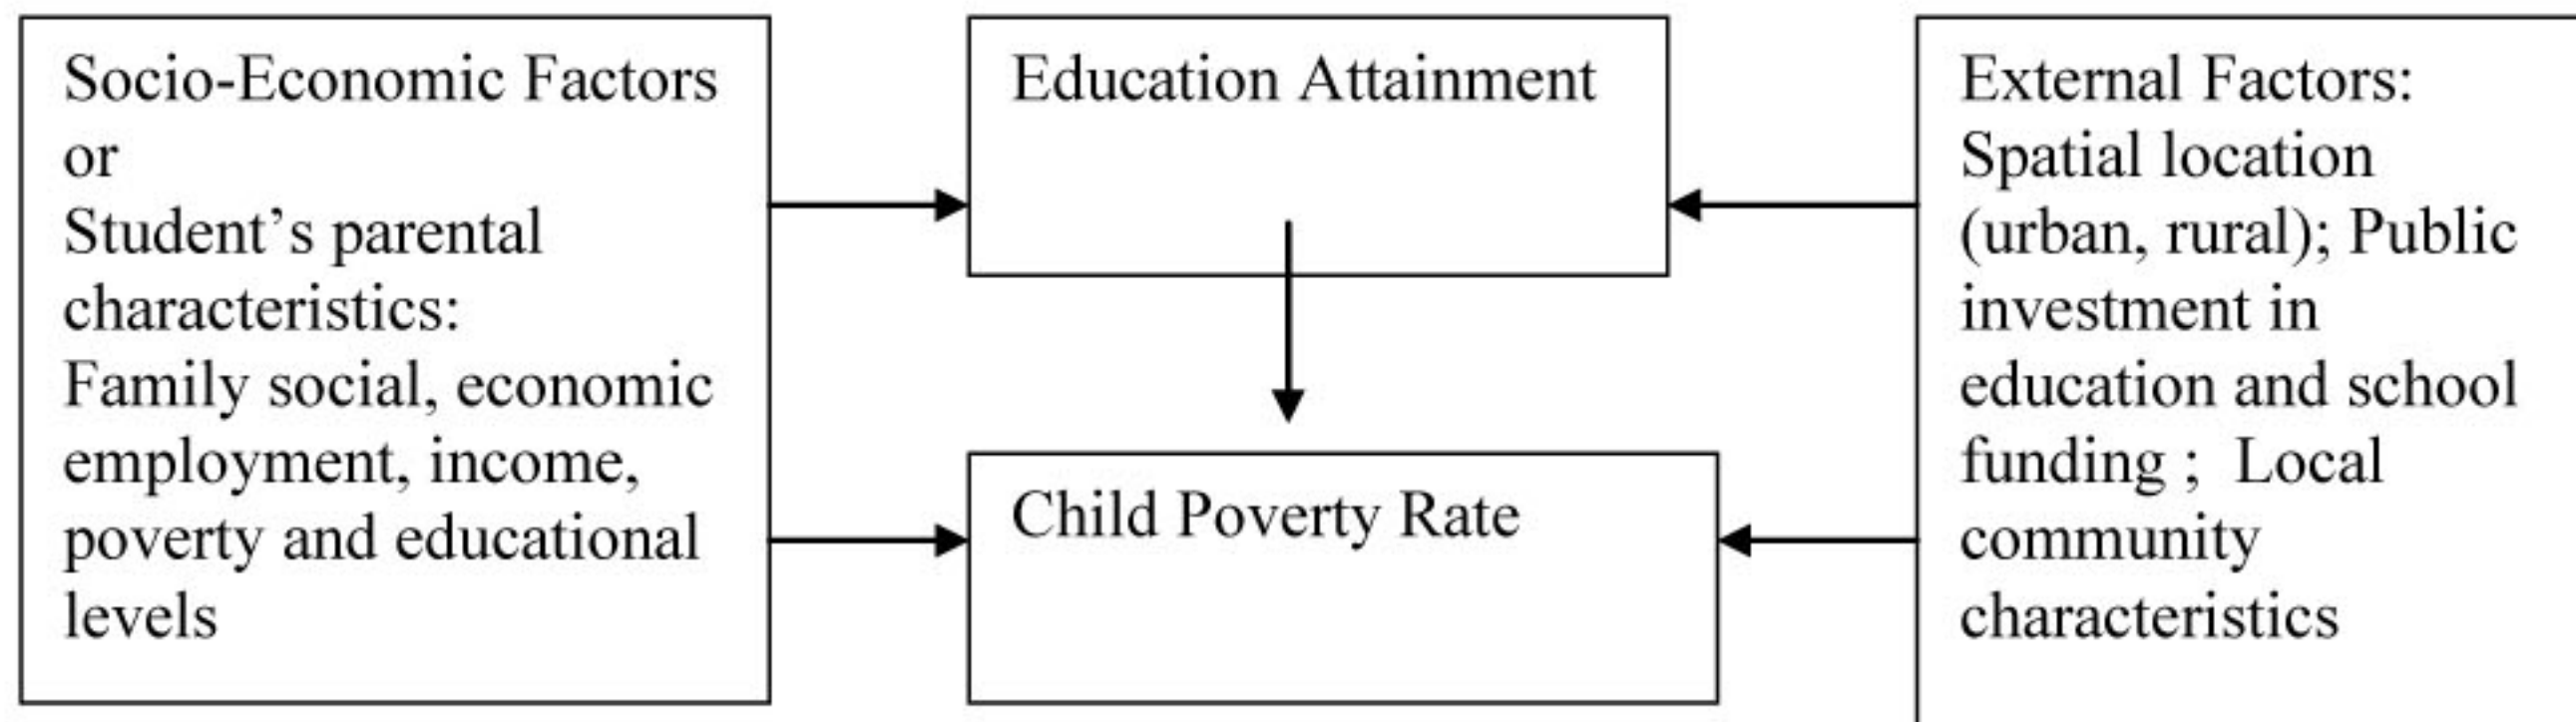 Socio-Economic Factors
or
Student’s parental
characteristics:
Family social, economic
employment, income,
poverty and educational
levels
Education Attainment
Child Poverty Rate
External Factors:
Spatial location
(urban, rural); Public
investment in
education and school
funding ;  Local
community
characteristics